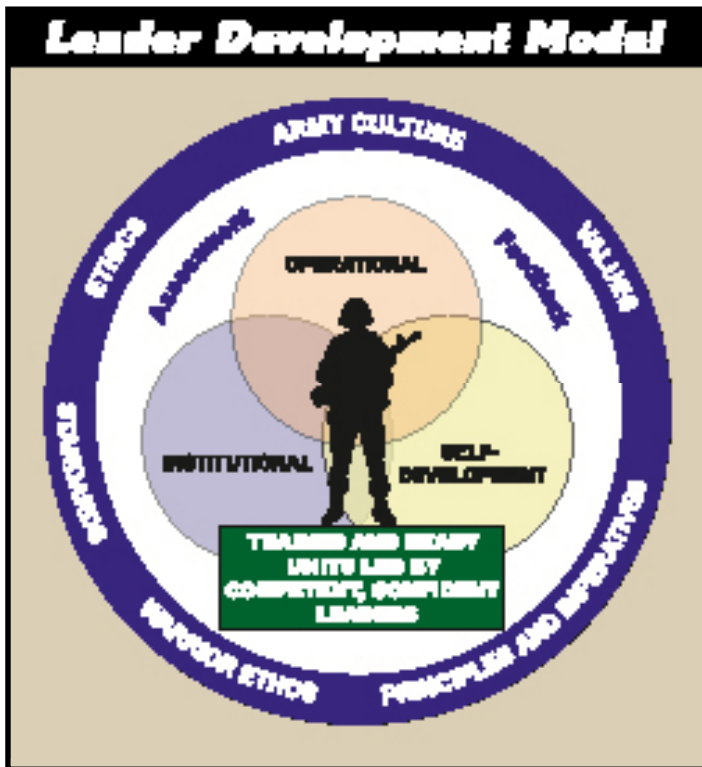 Leader Development Model
ARMY CULTURE
ETHICS
VALUES
Assessment
Feedback
OPERATIONAL
INSTITUTIONAL
SELF-
DEVELOPMENT
STANDARDS
TRAINED AND READY
UNITS LED BY
COMPETENT, CONFIDENT
LEADERS
WARRIOR ETHOS
PRINCIPLES AND IMPERATIVES